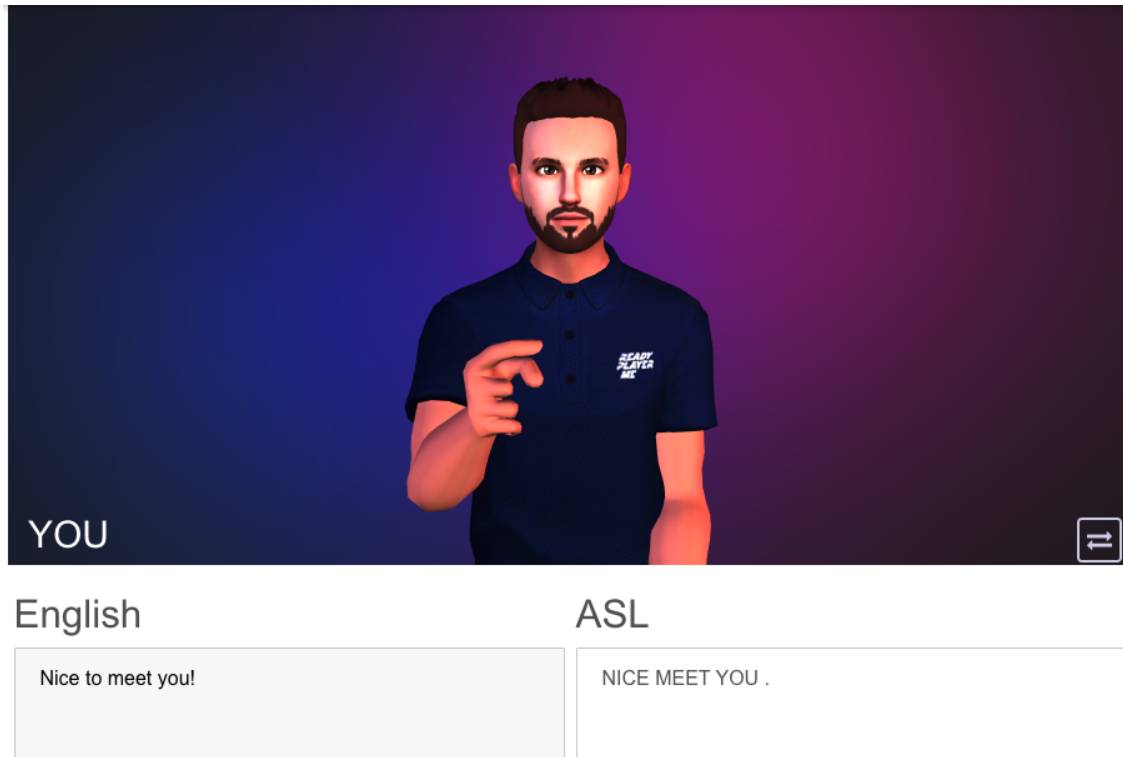 READY
PLAYER
ME
YOU
English
ASL
Nice to meet you!
NICE MEET YOU .